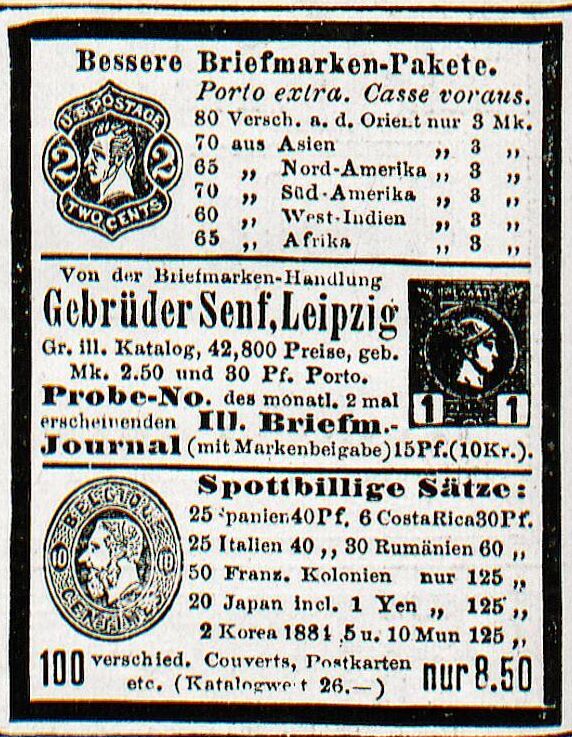 Bessere Briefmarken-Pakete.
Porto extra. Casse voraus.
80 Versch. a. d. Orient nur 3 Mk.
70 aus Asien „ 3 „
65 „ Nord-Amerika „ 3 „
70 „ Süd-Amerika „ 3 „
60 „ West-Indien „ 3 „
65 „ Afrika „ 3 „
U.S. POSTAGE
2 2
TWO CENTS
Von der Briefmarken-Handlung
Gebrüder Senf, Leipzig
Gr. ill. Katalog, 42,800 Preise, geb.
Mk. 2.50 und 30 Pf. Porto.
Probe-No. des monatl. 2 mal
erscheinenden Ill. Briefm.-
Journal (mit Markenbeigabe) 15 Pf. (10 Kr.).
1 1
Spottbillige Sätze:
25 Spanien 40 Pf. 6 Costa Rica 30 Pf.
25 Italien 40 „ 30 Rumänien 60 „
50 Franz. Kolonien nur 125 „
20 Japan incl. 1 Yen „ 125 „
2 Korea 1884 5 u. 10 Mun 125 „
BELGIQUE
10 10
CENTIMES
100 verschied. Couverts, Postkarten
etc. (Katalogwert 26.—) nur 8.50